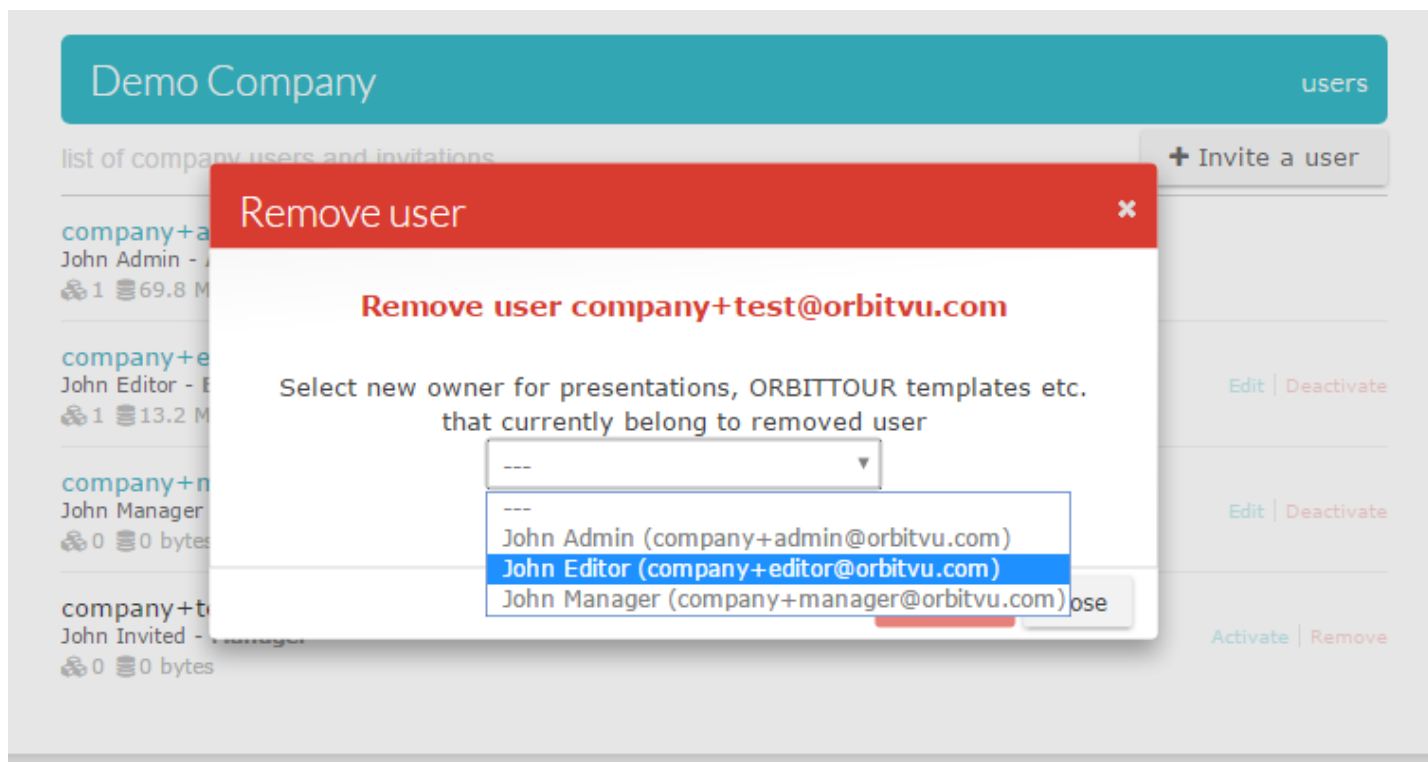 Demo Company
users
list of company users and invitations
+ Invite a user
Remove user
×
company+a
John Admin -
1 69.8 M
Remove user company+test@orbitvu.com
company+e
John Editor - E
1 13.2 M
Select new owner for presentations, ORBITTOUR templates etc.
that currently belong to removed user
Edit | Deactivate
---
company+n
John Manager
0 0 bytes
---
John Admin (company+admin@orbitvu.com)
John Editor (company+editor@orbitvu.com)
John Manager (company+manager@orbitvu.com)
Edit | Deactivate
ose
company+t
John Invited - Manager
0 0 bytes
Activate | Remove